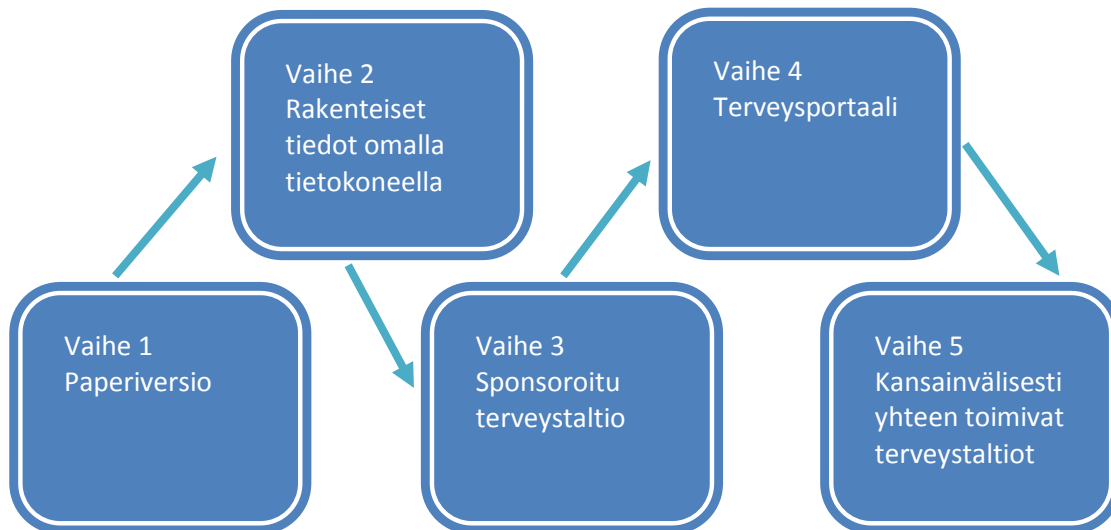 Vaihe 1
Paperiversio
Vaihe 2
Rakenteiset
tiedot omalla
tietokoneella
Vaihe 3
Sponsoroitu
terveystaltio
Vaihe 4
Terveysportaali
Vaihe 5
Kansainvälisesti
yhteen toimivat
terveystaltiot